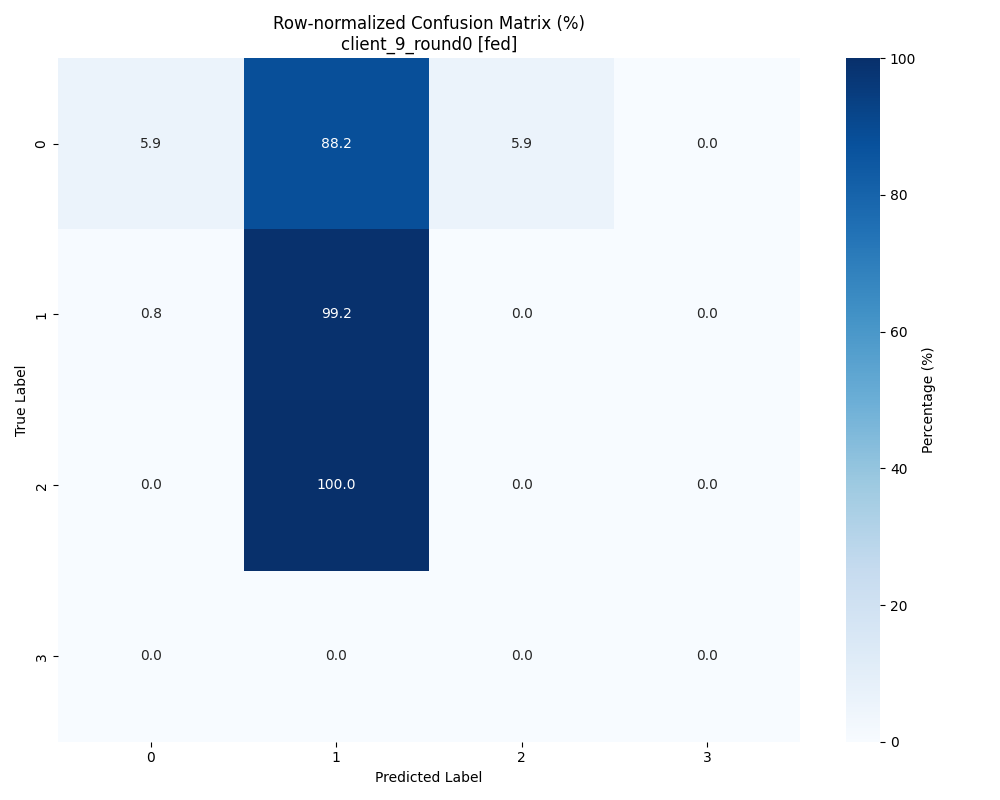 Row-normalized Confusion Matrix (%)
client_9_round0 [fed]
100
0 5.9 88.2 5.9 0.0
80
1 0.8 99.2 0.0 0.0
60
Percentage (%)
True Label
40
2 0.0 100.0 0.0 0.0
20
3 0.0 0.0 0.0 0.0
0
0 1 2 3
Predicted Label